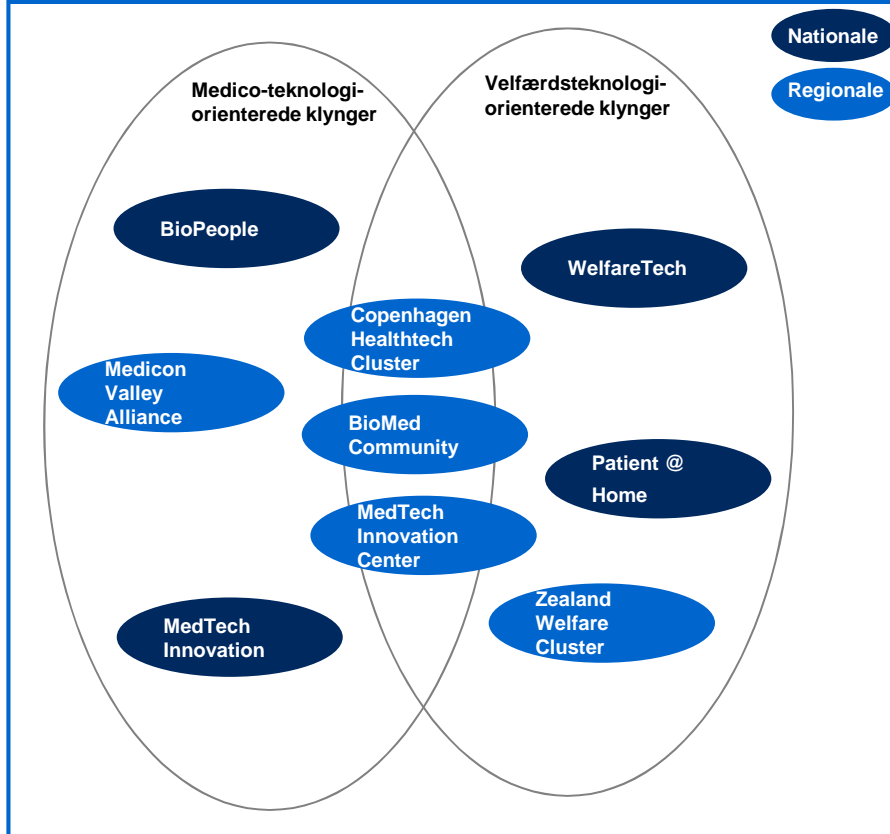 Nationale
Regionale
Medico-teknologi-
orienterede klynger
Velfærdsteknologi-
orienterede klynger
BioPeople
WelfareTech
Copenhagen
Healthtech
Cluster
Medicon
Valley
Alliance
BioMed
Community
Patient @
Home
MedTech
Innovation
Center
Zealand
Welfare
Cluster
MedTech
Innovation